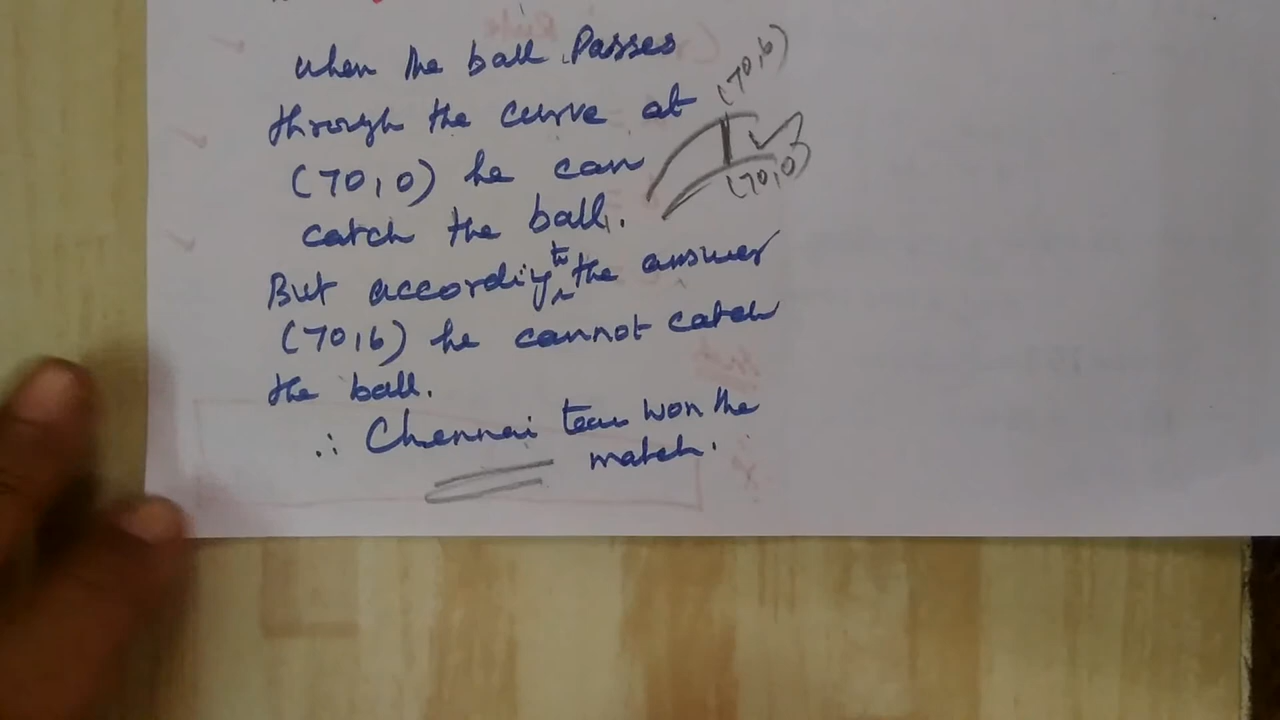 when the ball Passes
through the curve at
(70,0) he can
catch the ball.
But accordig to the answer
(70,6) he cannot catch
the ball.
∴ Chennai team won the
match.
(70,6)
(70,0)